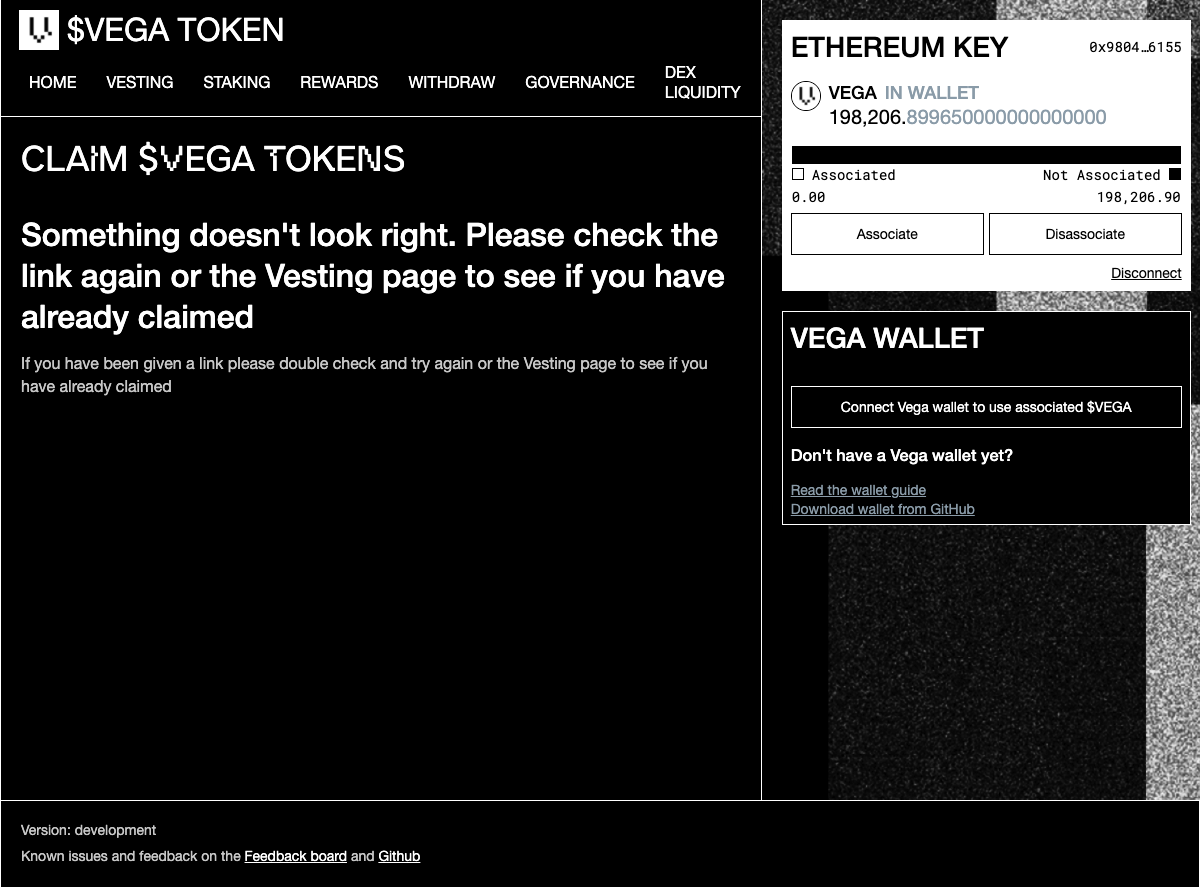 $VEGA TOKEN
HOME VESTING STAKING REWARDS WITHDRAW GOVERNANCE DEX LIQUIDITY
CLAIM $VEGA TOKENS
Something doesn't look right. Please check the
link again or the Vesting page to see if you have
already claimed
If you have been given a link please double check and try again or the Vesting page to see if you
have already claimed
ETHEREUM KEY 0x9804…6155
VEGA IN WALLET
198,206.899650000000000000
Associated Not Associated
0.00 198,206.90
Associate Disassociate
Disconnect
VEGA WALLET
Connect Vega wallet to use associated $VEGA
Don't have a Vega wallet yet?
Read the wallet guide
Download wallet from GitHub
Version: development
Known issues and feedback on the Feedback board and Github